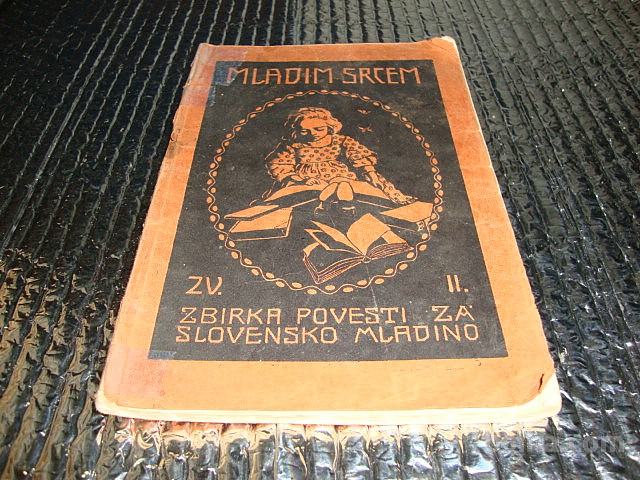 MLADIM SRCEM
ZV. II.
ZBIRKA POVESTI ZA
SLOVENSKO MLADINO